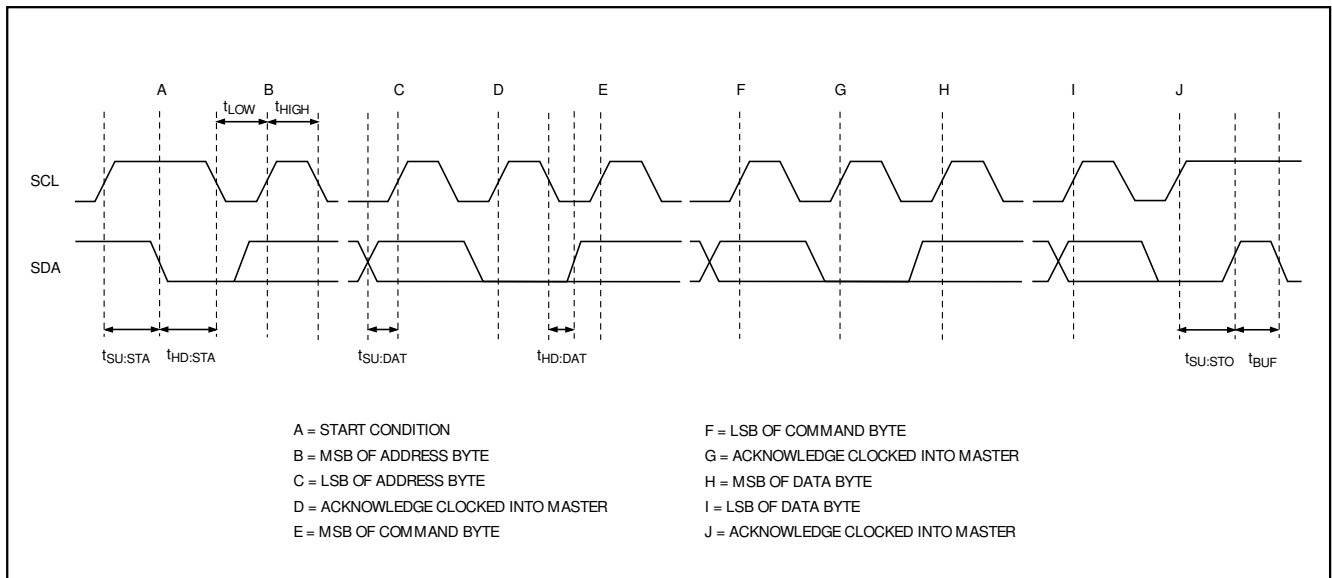 A B C D E F G H I J
tLOW tHIGH
SCL
SDA
tSU:STA tHD:STA tSU:DAT tHD:DAT tSU:STO tBUF
A = START CONDITION
B = MSB OF ADDRESS BYTE
C = LSB OF ADDRESS BYTE
D = ACKNOWLEDGE CLOCKED INTO MASTER
E = MSB OF COMMAND BYTE
F = LSB OF COMMAND BYTE
G = ACKNOWLEDGE CLOCKED INTO MASTER
H = MSB OF DATA BYTE
I = LSB OF DATA BYTE
J = ACKNOWLEDGE CLOCKED INTO MASTER